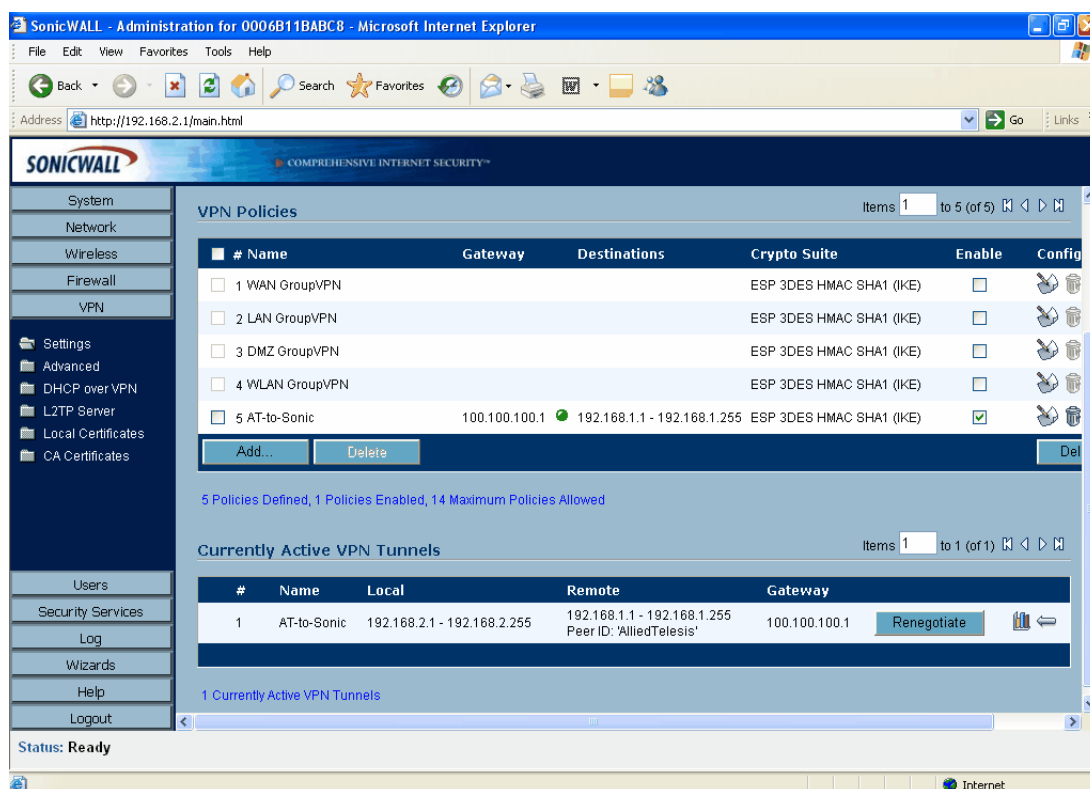 SonicWALL - Administration for 0006B11BABC8 - Microsoft Internet Explorer
File Edit View Favorites Tools Help
Back Search Favorites
Address http://192.168.2.1/main.html Go Links
SONICWALL COMPREHENSIVE INTERNET SECURITY™
System
Network
Wireless
Firewall
VPN
Settings
Advanced
DHCP over VPN
L2TP Server
Local Certificates
CA Certificates
Users
Security Services
Log
Wizards
Help
Logout
VPN Policies Items 1 to 5 (of 5)
# Name Gateway Destinations Crypto Suite Enable Config
1 WAN GroupVPN ESP 3DES HMAC SHA1 (IKE)
2 LAN GroupVPN ESP 3DES HMAC SHA1 (IKE)
3 DMZ GroupVPN ESP 3DES HMAC SHA1 (IKE)
4 WLAN GroupVPN ESP 3DES HMAC SHA1 (IKE)
5 AT-to-Sonic 100.100.100.1 192.168.1.1 - 192.168.1.255 ESP 3DES HMAC SHA1 (IKE)
Add... Delete Del
5 Policies Defined, 1 Policies Enabled, 14 Maximum Policies Allowed
Currently Active VPN Tunnels Items 1 to 1 (of 1)
# Name Local Remote Gateway
1 AT-to-Sonic 192.168.2.1 - 192.168.2.255 192.168.1.1 - 192.168.1.255 100.100.100.1 Renegotiate
Peer ID: 'AlliedTelesis'
1 Currently Active VPN Tunnels
Status: Ready
Internet